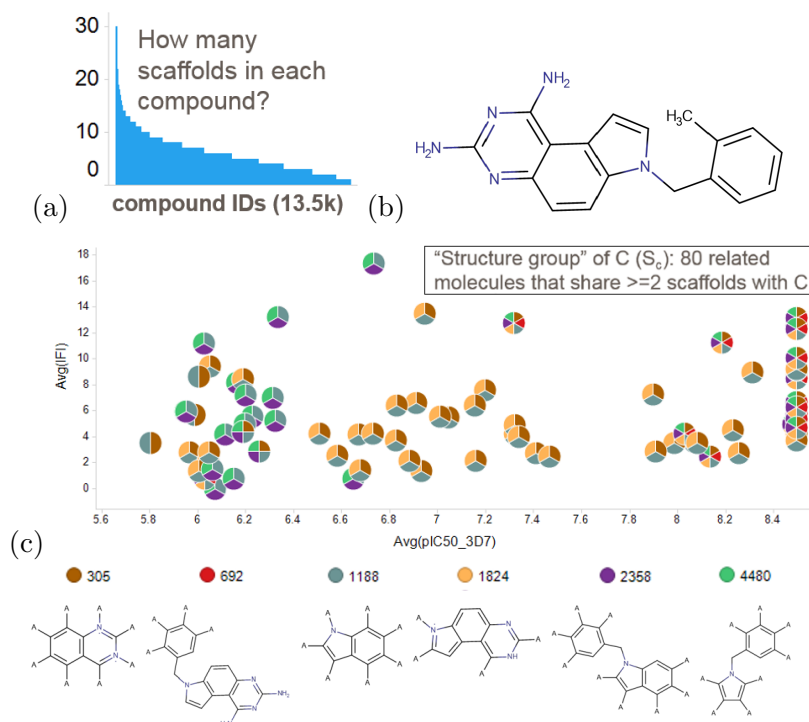 30
20
10
0
How many
scaffolds in each
compound?
compound IDs (13.5k)
(a)
NH₂
N
H₂N
N
N
H₃C
(b)
"Structure group" of C (S꜀): 80 related
molecules that share >=2 scaffolds with C
Avg(IFI)
18
16
14
12
10
8
6
4
2
0
5.6 5.8 6 6.2 6.4 6.6 6.8 7 7.2 7.4 7.6 7.8 8 8.2 8.4
Avg(pIC50_3D7)
(c)
305 692 1188 1824 2358 4480
A A A A A A A N N
A A A N N N NH₂
A A A A A A N
A A A N N NH
A A A A A A A A N
A A A A A A N